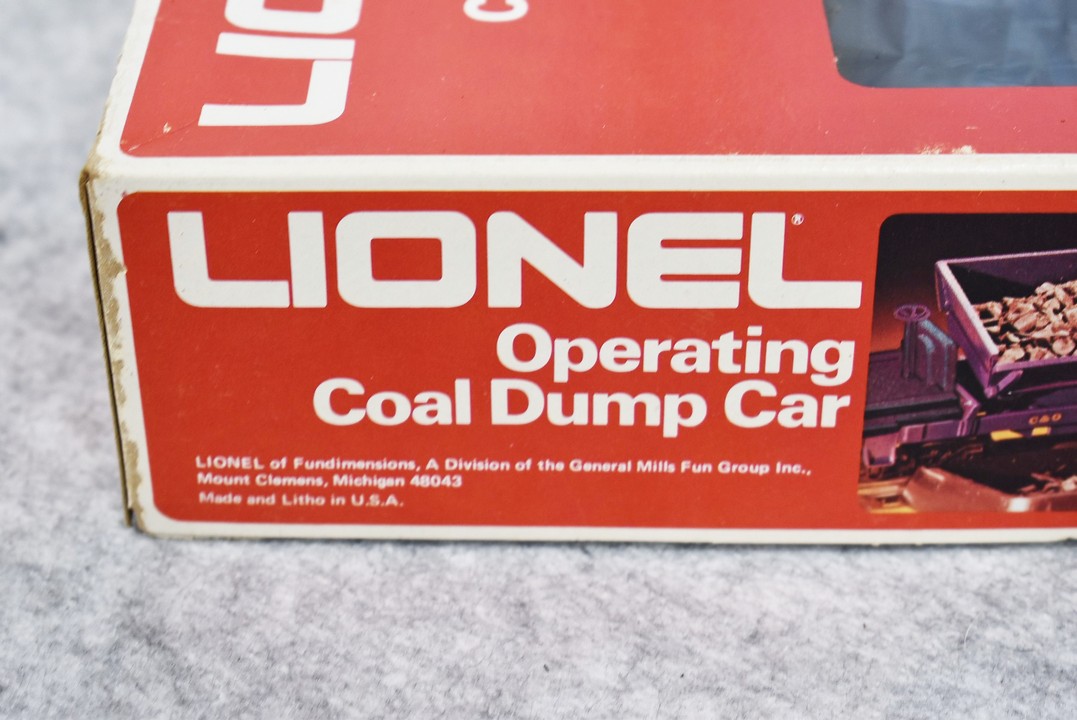 LIO
C
LIONEL®
Operating
Coal Dump Car
LIONEL of Fundimensions, A Division of the General Mills Fun Group Inc.,
Mount Clemens, Michigan 48043
Made and Litho in U.S.A.
C&O